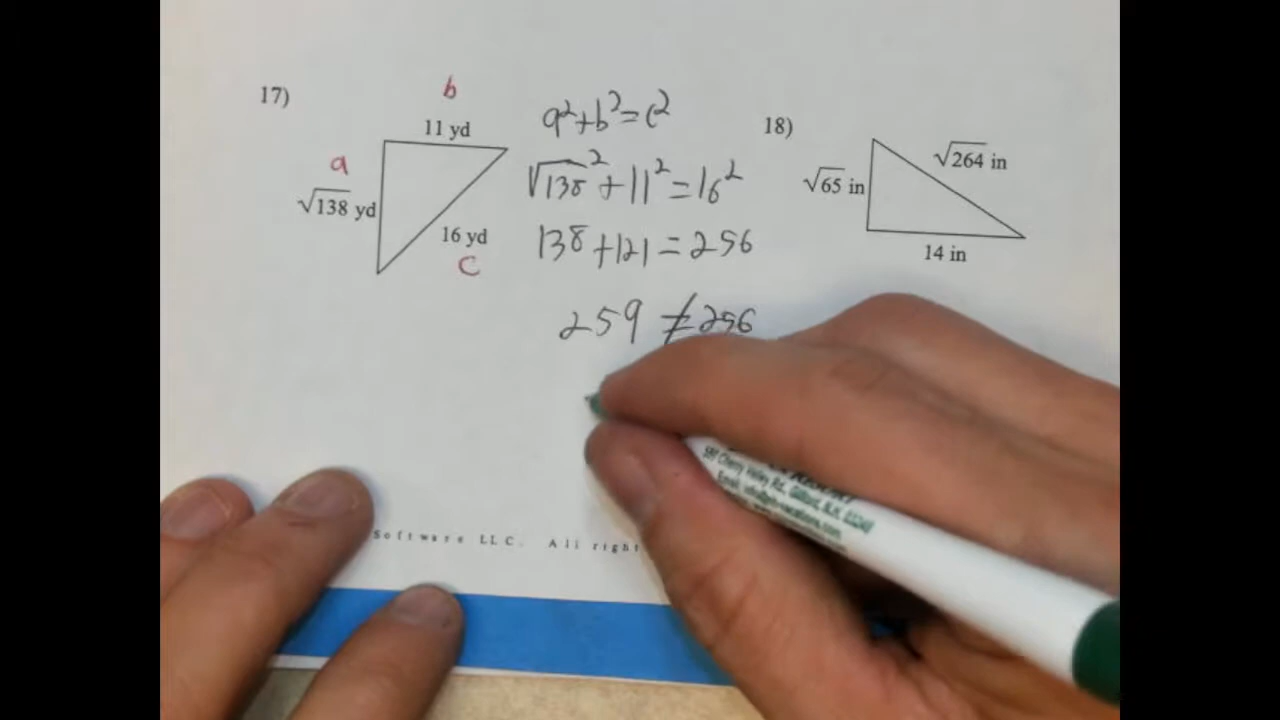 17)
b
11 yd
a
√138 yd
16 yd
c
a²+b²=c²
√138²+11²=16²
138+121=256
259≠256
18)
√264 in
√65 in
14 in
Software LLC. All right